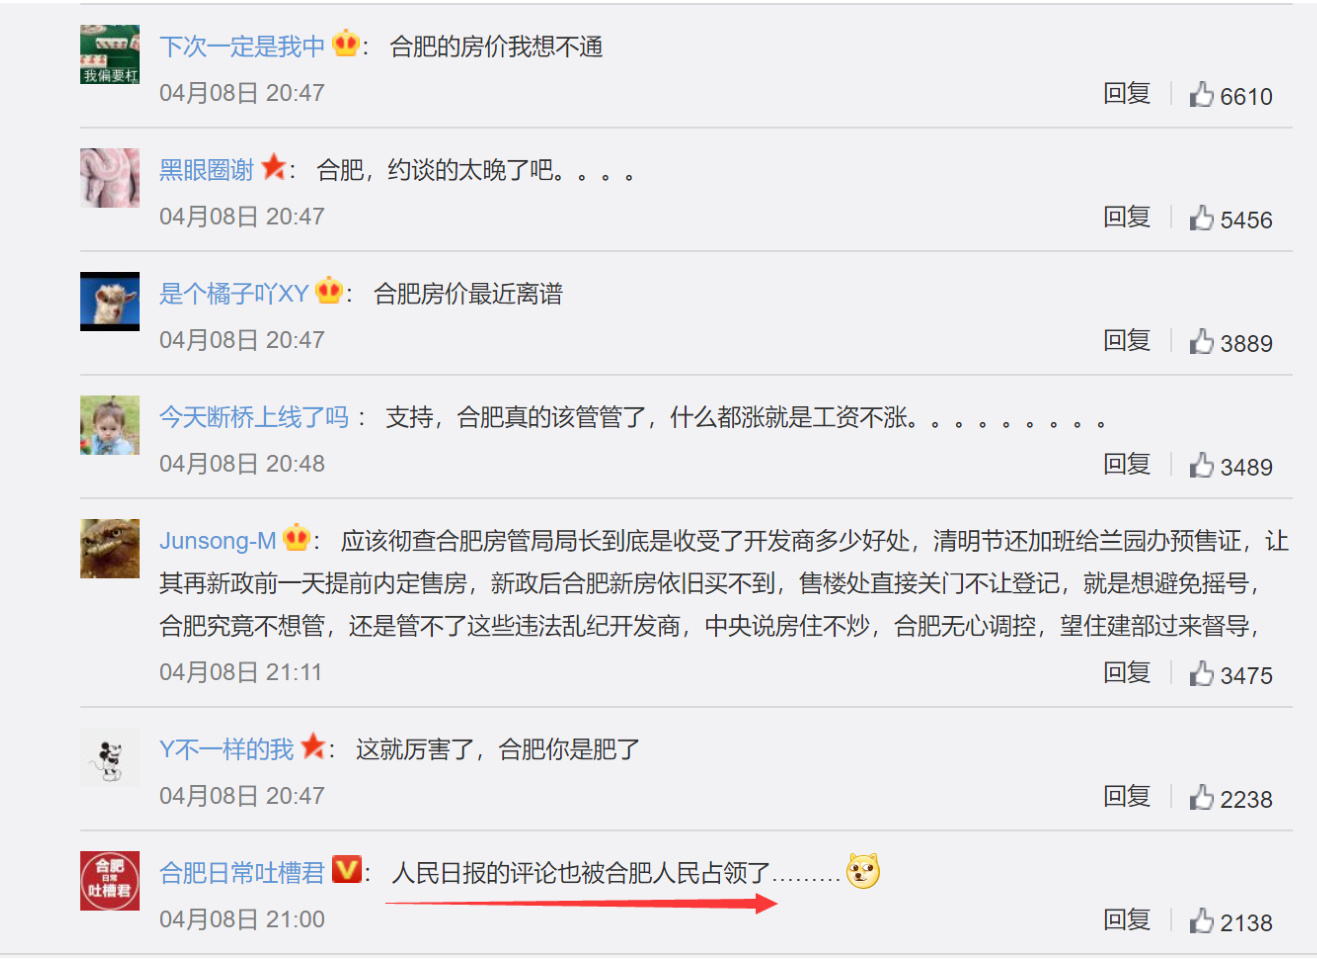 下次一定是我中： 合肥的房价我想不通
我偏要杠
04月08日 20:47
回复 6610
黑眼圈谢： 合肥，约谈的太晚了吧。。。。
04月08日 20:47
回复 5456
是个橘子吖XY： 合肥房价最近离谱
04月08日 20:47
回复 3889
今天断桥上线了吗： 支持，合肥真的该管管了，什么都涨就是工资不涨。。。。。。。。。
04月08日 20:48
回复 3489
Junsong-M： 应该彻查合肥房管局局长到底是收受了开发商多少好处，清明节还加班给兰园办预售证，让
其再新政前一天提前内定售房，新政后合肥新房依旧买不到，售楼处直接关门不让登记，就是想避免摇号，
合肥究竟不想管，还是管不了这些违法乱纪开发商，中央说房住不炒，合肥无心调控，望住建部过来督导，
04月08日 21:11
回复 3475
Y不一样的我： 这就厉害了，合肥你是肥了
04月08日 20:47
回复 2238
合肥
日常
吐槽君
合肥日常吐槽君 V： 人民日报的评论也被合肥人民占领了………
04月08日 21:00
回复 2138